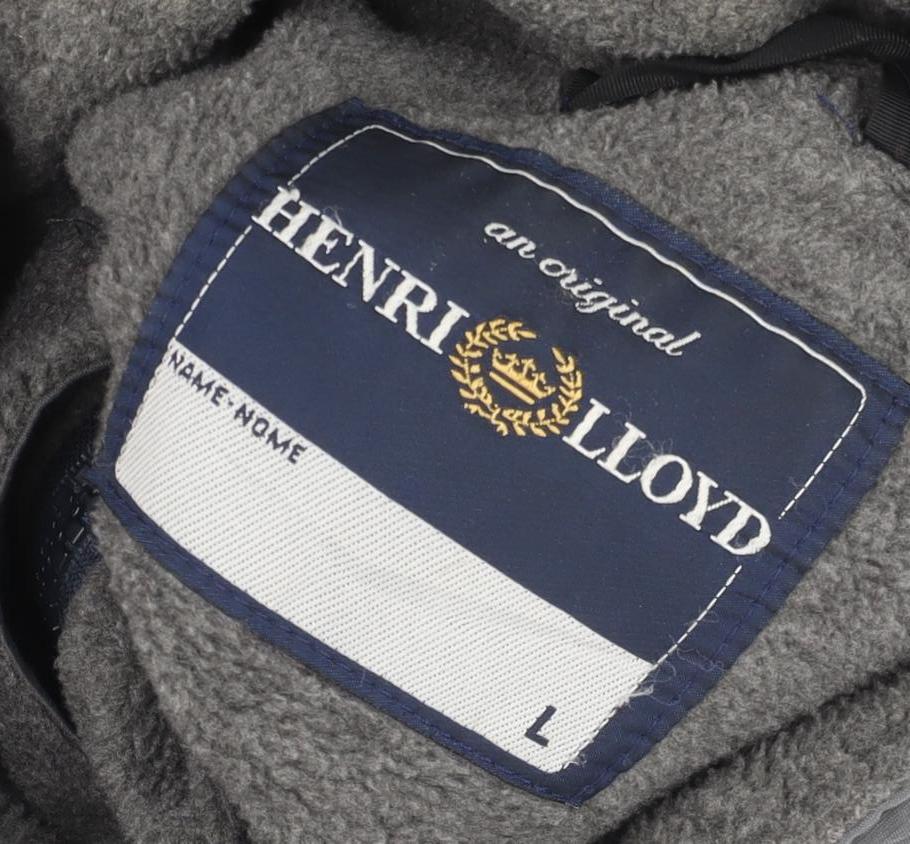 an original
HENRI LLOYD
NAME-NOME
L